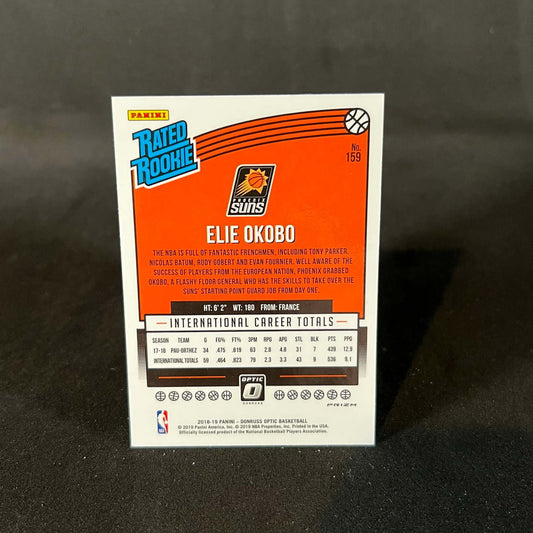 PANINI
RATED
ROOKIE
No.
159
PHOENIX
SUNS
ELIE OKOBO
THE NBA IS FULL OF FANTASTIC FRENCHMEN, INCLUDING TONY PARKER,
NICOLAS BATUM, RUDY GOBERT AND EVAN FOURNIER. WELL AWARE OF THE
SUCCESS OF PLAYERS FROM THE EUROPEAN NATION, PHOENIX GRABBED
OKOBO, A FLASHY FLOOR GENERAL WHO HAS THE SKILLS TO TAKE OVER THE
SUNS' STARTING POINT GUARD JOB FROM DAY ONE.
HT: 6' 2" WT: 180 FROM: FRANCE
INTERNATIONAL CAREER TOTALS
SEASON TEAM G FG% FT% 3PM RPG APG STL BLK PTS PPG
17-18 PAU-ORTHEZ 34 .475 .819 63 2.8 4.8 31 7 439 12.9
INTERNATIONAL TOTALS 59 .464 .823 79 2.3 3.3 43 9 536 9.1
OPTIC
DONRUSS
PRIZM
NBA
2018-19 PANINI - DONRUSS OPTIC BASKETBALL
© 2019 Panini America, Inc. © 2019 NBA Properties, Inc. Printed in the USA.
Officially licensed product of the National Basketball Players Association.